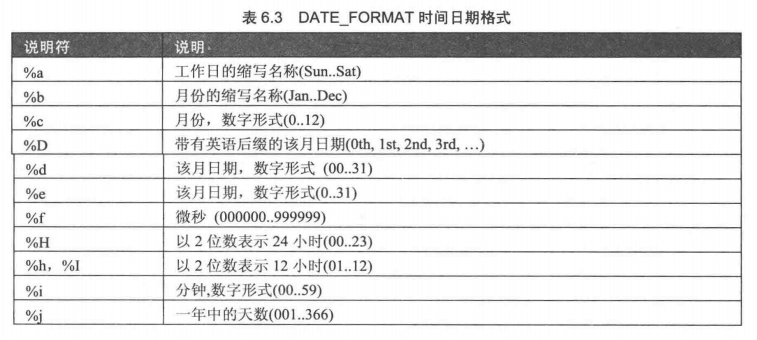 表 6.3 DATE_FORMAT 时间日期格式
说明符 说明
%a 工作日的缩写名称(Sun..Sat)
%b 月份的缩写名称(Jan..Dec)
%c 月份，数字形式(0..12)
%D 带有英语后缀的该月日期(0th, 1st, 2nd, 3rd, …)
%d 该月日期，数字形式 (00..31)
%e 该月日期，数字形式(0..31)
%f 微秒 (000000..999999)
%H 以 2 位数表示 24 小时(00..23)
%h，%I 以 2 位数表示 12 小时(01..12)
%i 分钟,数字形式(00..59)
%j 一年中的天数(001..366)